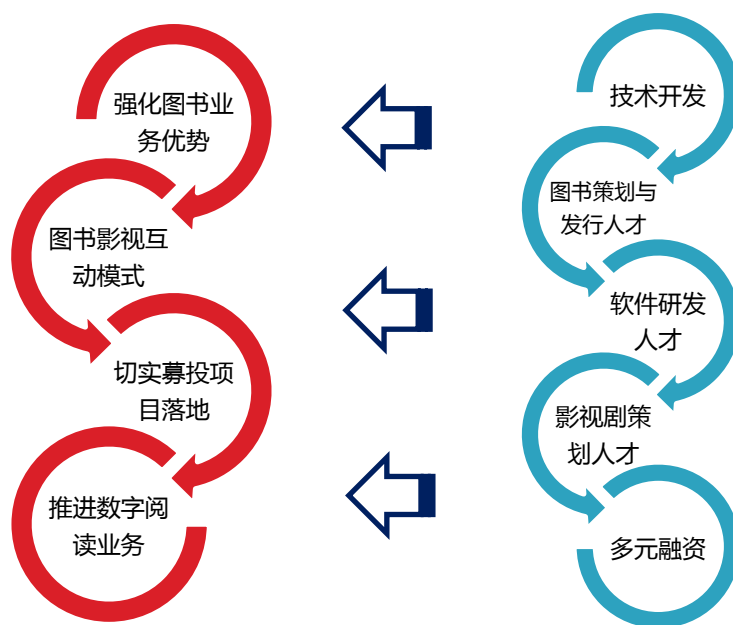 强化图书业
务优势
图书影视互
动模式
切实募投项
目落地
推进数字阅
读业务
技术开发
图书策划与
发行人才
软件研发
人才
影视剧策
划人才
多元融资